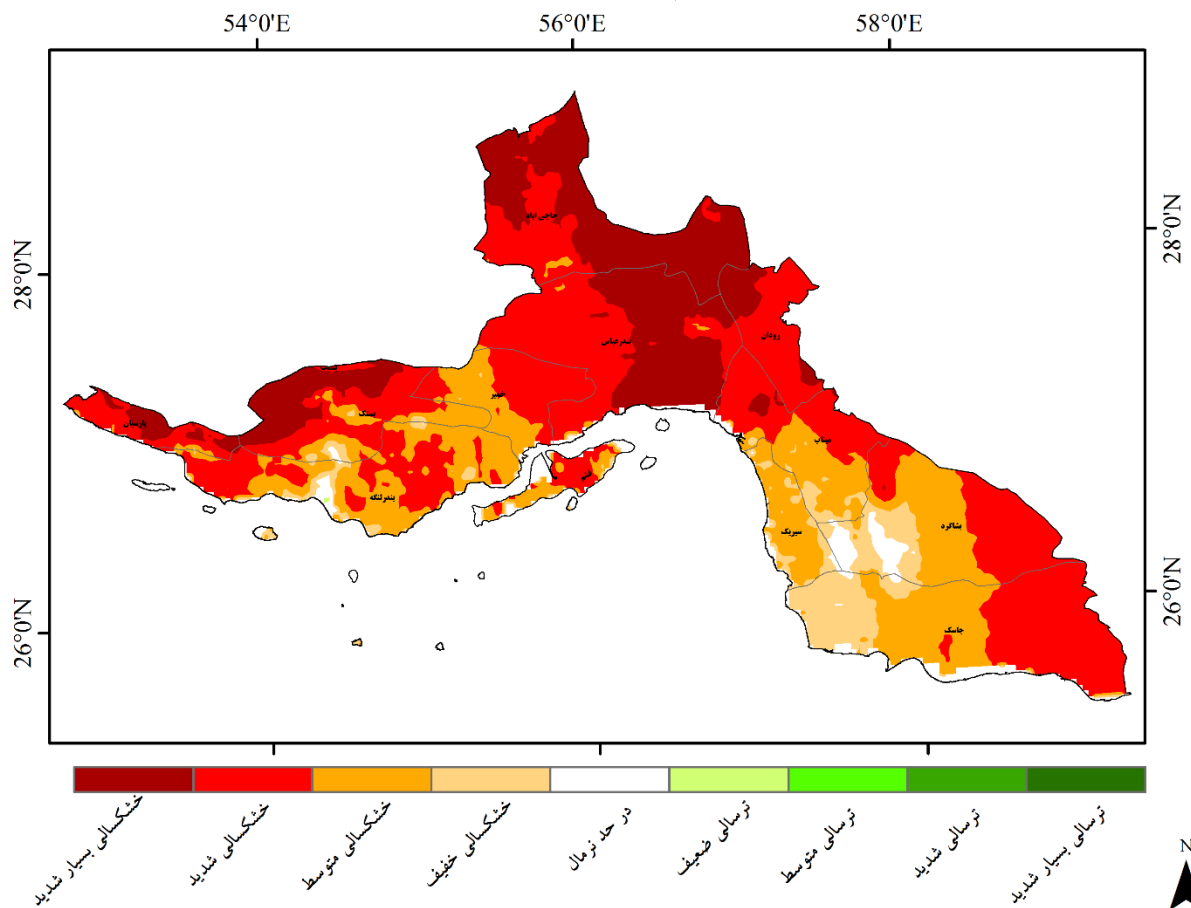 54°0'E
56°0'E
58°0'E
28°0'N
28°0'N
26°0'N
26°0'N
حاجی اباد
بندرعباس
رودان
خمیر
بستک
پارسیان
میناب
قشم
بندرلنگه
بشاگرد
سیریک
جاسک
خشکسالی بسیار شدید
خشکسالی شدید
خشکسالی متوسط
خشکسالی خفیف
در حد نرمال
ترسالی ضعیف
ترسالی متوسط
ترسالی شدید
ترسالی بسیار شدید
N